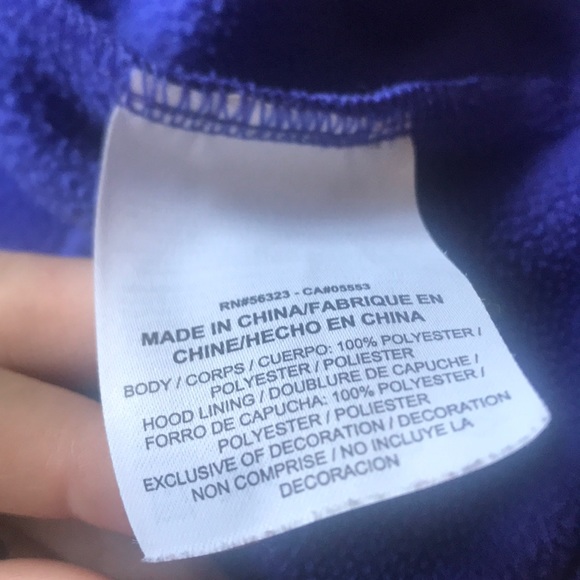 RN#56323 - CA#05553
MADE IN CHINA/FABRIQUE EN
CHINE/HECHO EN CHINA
BODY / CORPS / CUERPO: 100% POLYESTER /
POLYESTER / POLIESTER
HOOD LINING / DOUBLURE DE CAPUCHE /
FORRO DE CAPUCHA: 100% POLYESTER /
POLYESTER / POLIESTER
EXCLUSIVE OF DECORATION / DECORATION
NON COMPRISE / NO INCLUYE LA
DECORACION